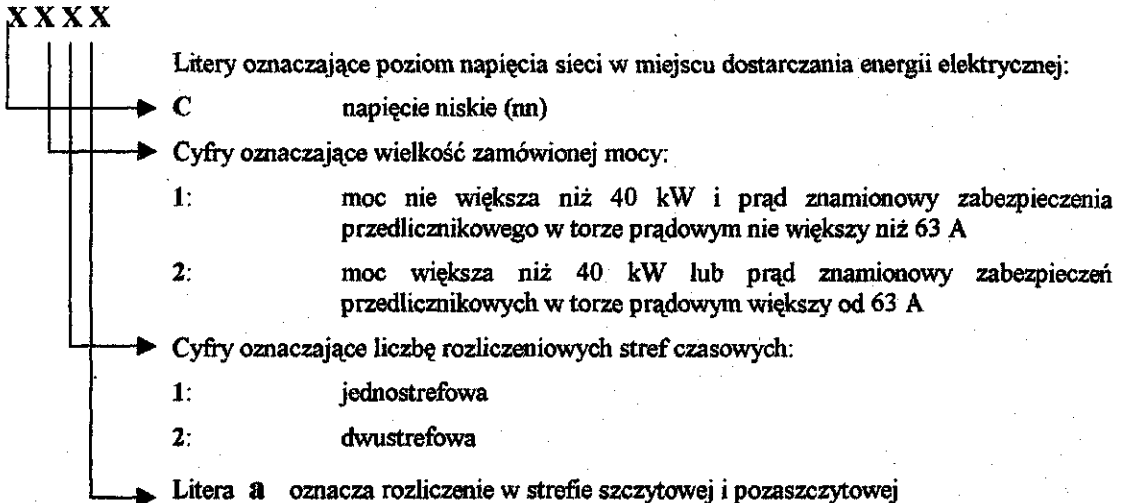 X X X X
Litery oznaczające poziom napięcia sieci w miejscu dostarczania energii elektrycznej:
C napięcie niskie (nn)
Cyfry oznaczające wielkość zamówionej mocy:
1: moc nie większa niż 40 kW i prąd znamionowy zabezpieczenia
przedlicznikowego w torze prądowym nie większy niż 63 A
2: moc większa niż 40 kW lub prąd znamionowy zabezpieczeń
przedlicznikowych w torze prądowym większy od 63 A
Cyfry oznaczające liczbę rozliczeniowych stref czasowych:
1: jednostrefowa
2: dwustrefowa
Litera a oznacza rozliczenie w strefie szczytowej i pozaszczytowej